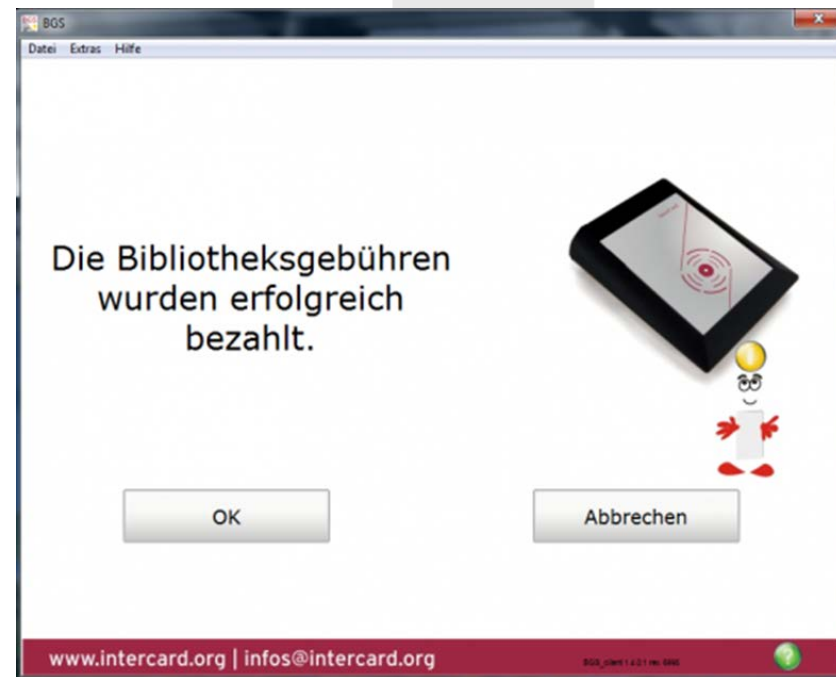 BGS
Datei Extras Hilfe
Die Bibliotheksgebühren
wurden erfolgreich
bezahlt.
OK
Abbrechen
www.intercard.org | infos@intercard.org
?